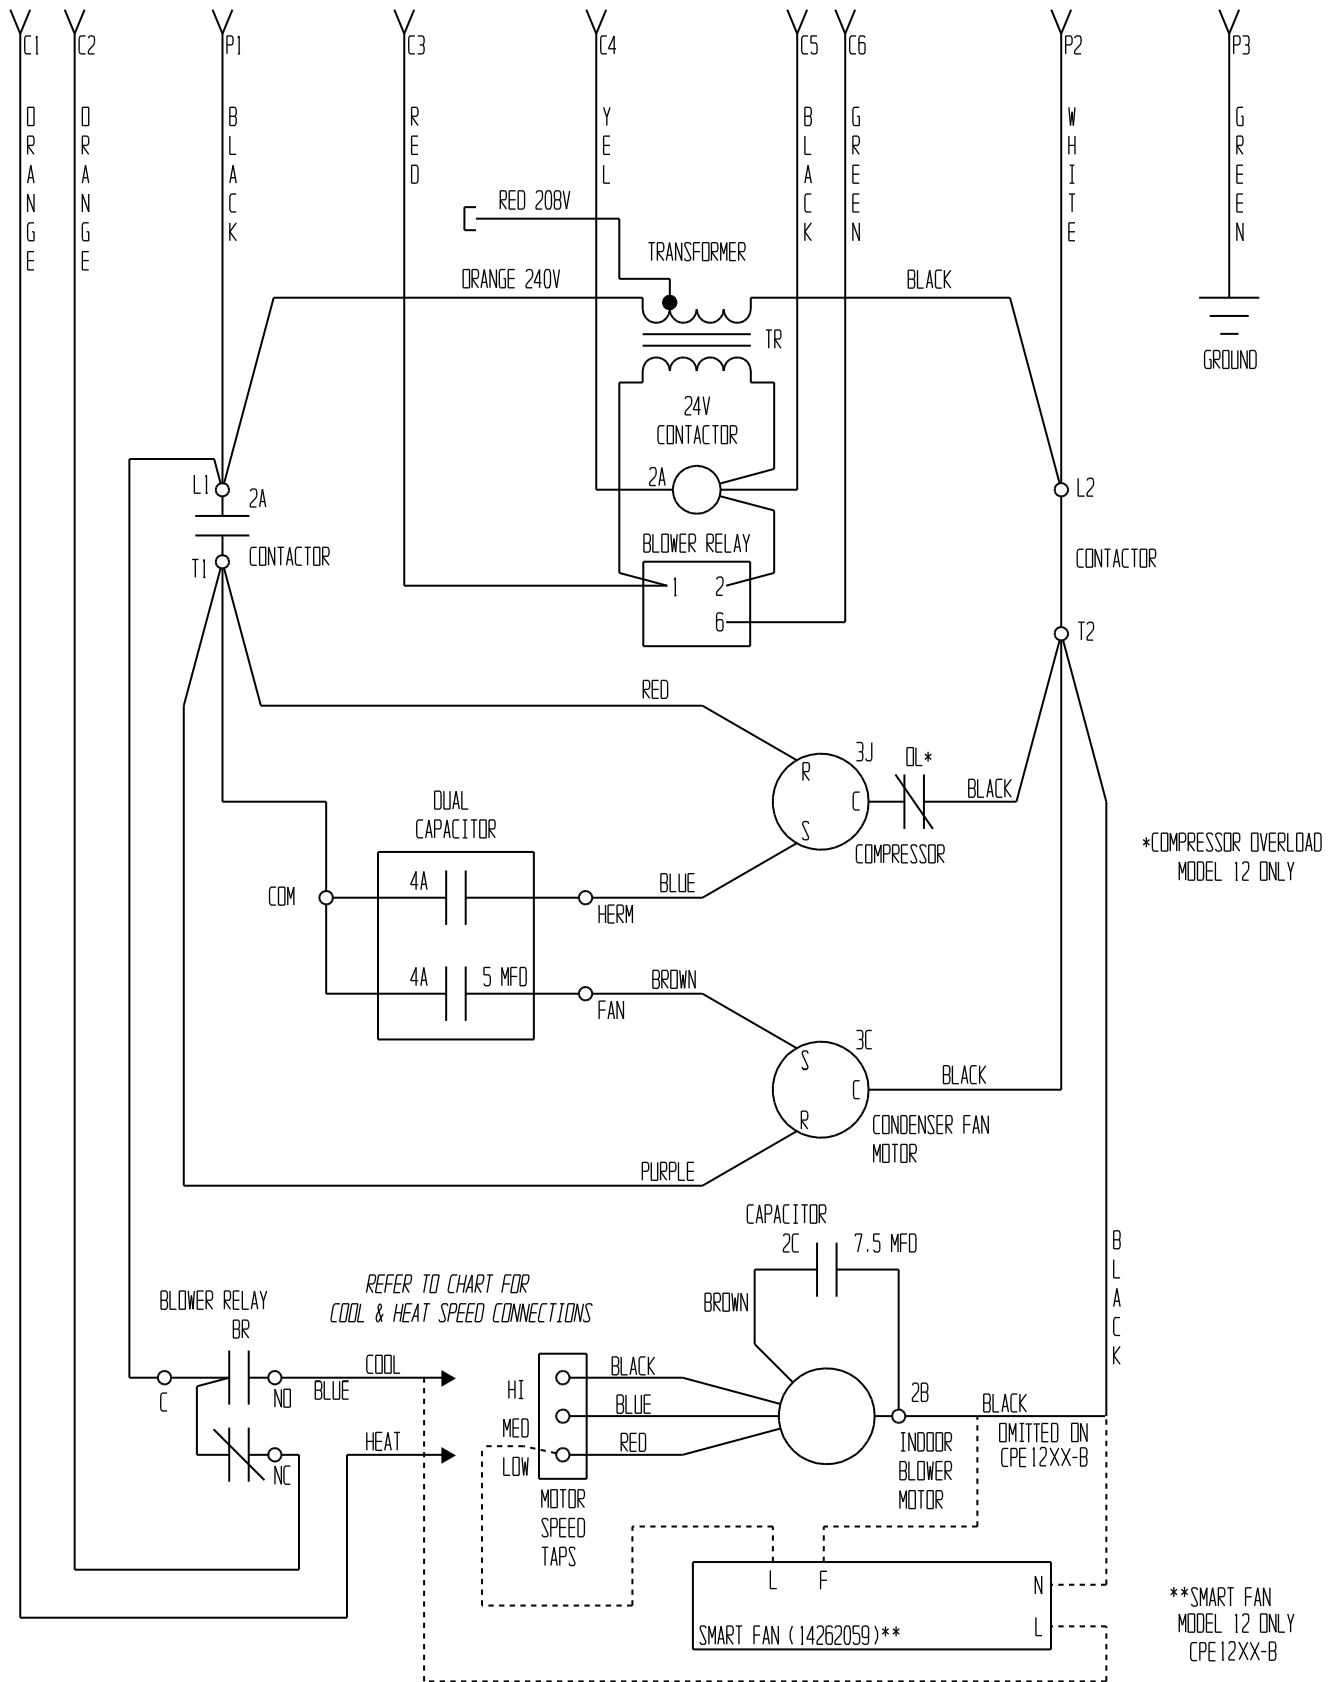 C1
C2
P1
C3
C4
C5
C6
P2
P3
ORANGE
ORANGE
BLACK
RED
YEL
BLACK
GREEN
WHITE
GREEN
RED 208V
TRANSFORMER
ORANGE 240V
BLACK
TR
GROUND
24V
CONTACTOR
L1
2A
2A
L2
BLOWER RELAY
T1
CONTACTOR
CONTACTOR
1
2
6
T2
RED
3J
OL*
R
C
S
BLACK
DUAL
CAPACITOR
COMPRESSOR
*COMPRESSOR OVERLOAD
MODEL 12 ONLY
4A
BLUE
COM
HERM
4A
5 MFD
BROWN
FAN
3C
S
C
R
BLACK
CONDENSER FAN
MOTOR
PURPLE
CAPACITOR
2C
7.5 MFD
BLACK
REFER TO CHART FOR
COOL & HEAT SPEED CONNECTIONS
BLOWER RELAY
BR
BROWN
COOL
BLUE
C
NO
HI
BLACK
2B
BLACK
MED
BLUE
OMITTED ON
CPE12XX-B
HEAT
NC
LOW
RED
INDOOR
BLOWER
MOTOR
MOTOR
SPEED
TAPS
L
F
N
L
SMART FAN (14262059)**
**SMART FAN
MODEL 12 ONLY
CPE12XX-B